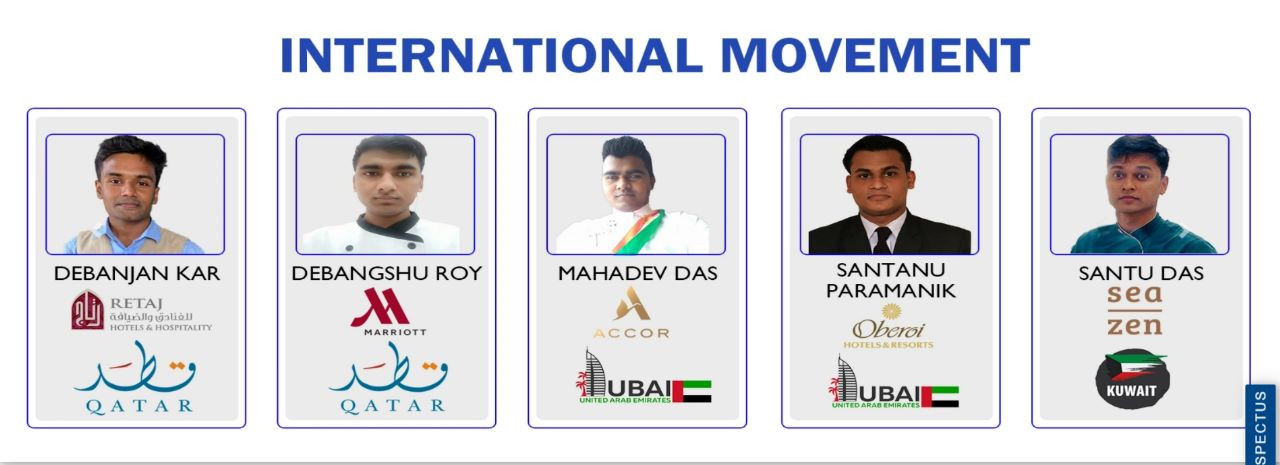 INTERNATIONAL MOVEMENT
DEBANJAN KAR
RETAJ
رتاج
للفنادق والضيافة
HOTELS & HOSPITALITY
قطر
QATAR
DEBANGSHU ROY
MARRIOTT
قطر
QATAR
MAHADEV DAS
ACCOR
DUBAI
UNITED ARAB EMIRATES
SANTANU
PARAMANIK
Oberoi
HOTELS & RESORTS
DUBAI
UNITED ARAB EMIRATES
SANTU DAS
sea
zen
KUWAIT
SPECTUS